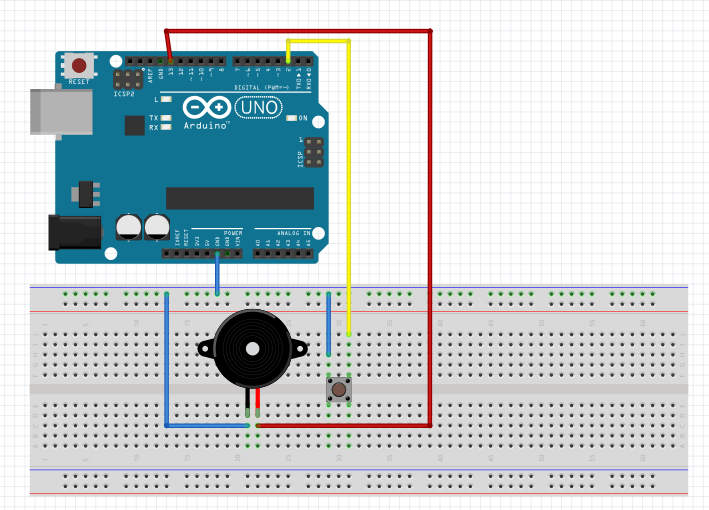 RESET
ICSP2
AREF
GND
13
12
~11
~10
~9
8
7
~6
~5
4
~3
2
TX▶1
RX◀0
DIGITAL (PWM=~)
L
TX
RX
Arduino™
UNO
ON
1
ICSP
IOREF
RESET
3V3
5V
GND
GND
VIN
POWER
ANALOG IN
A0
A1
A2
A3
A4
A5